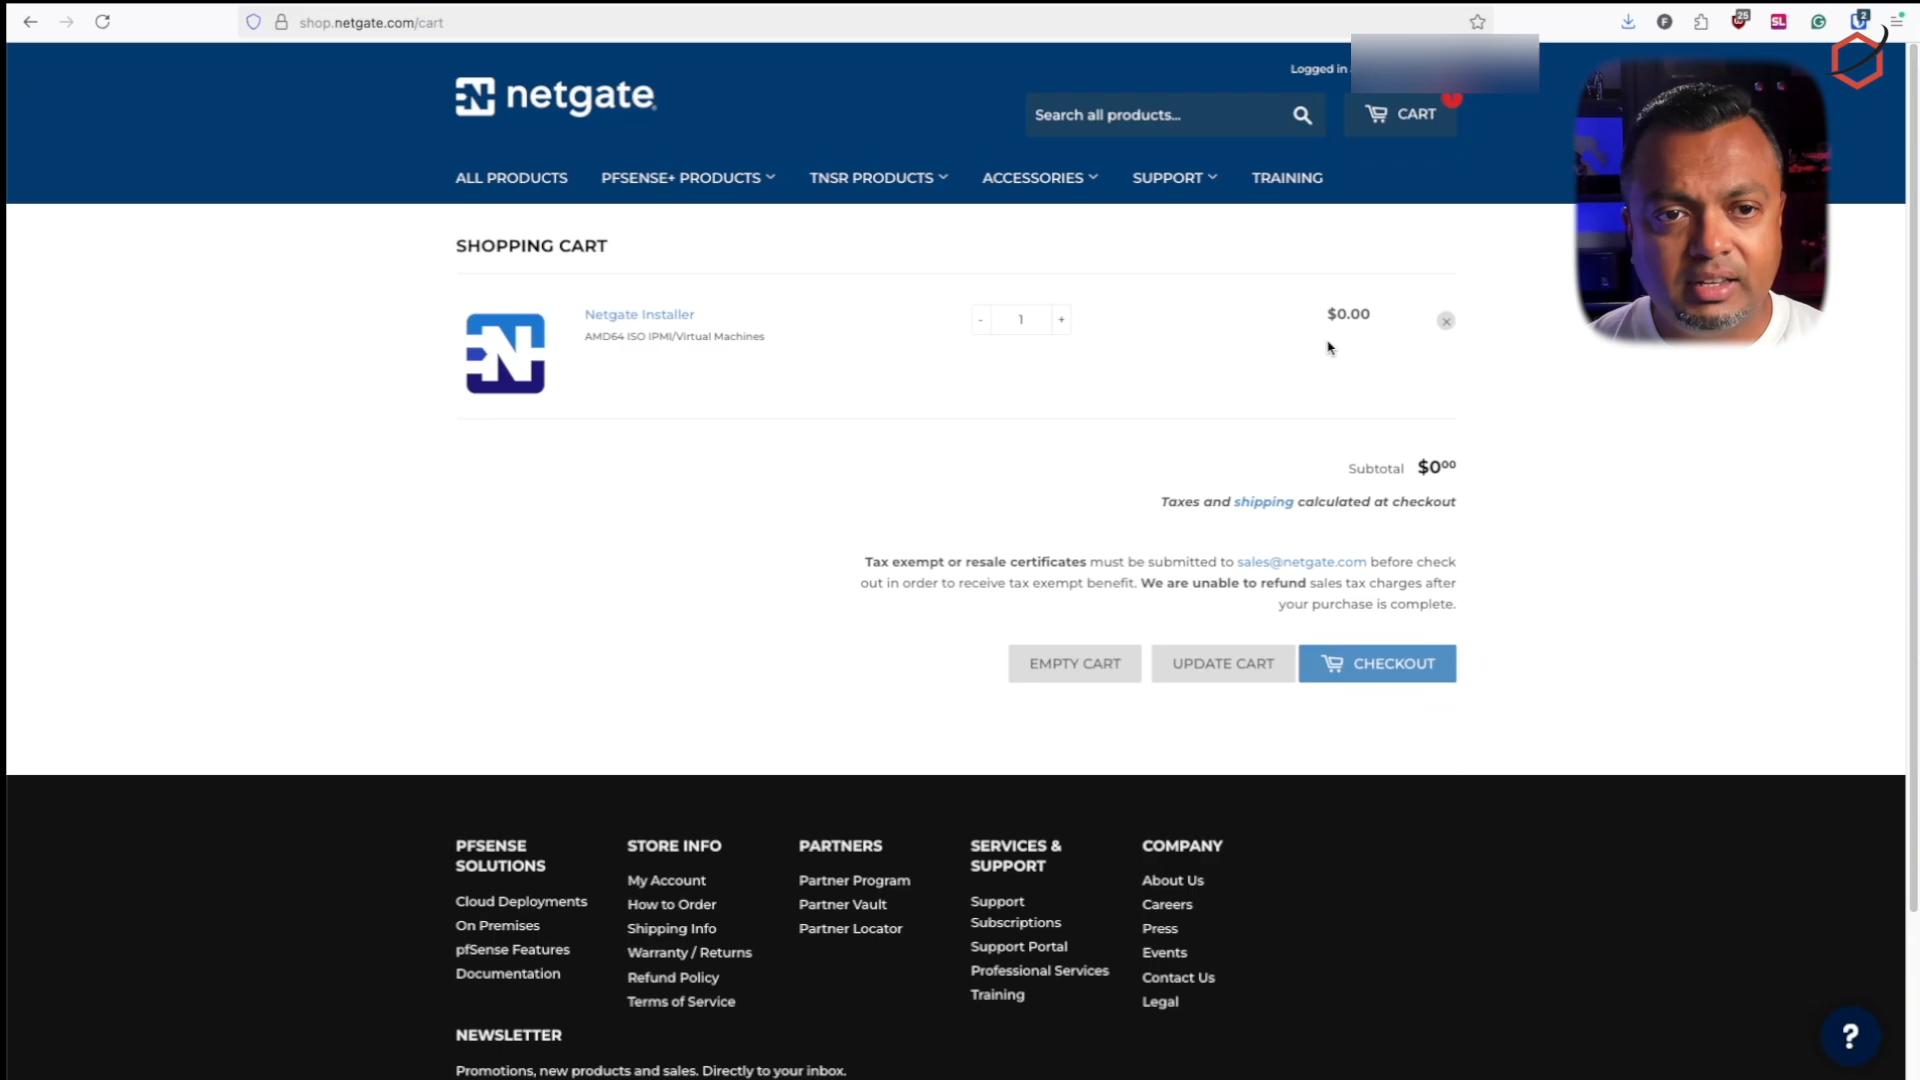 shop.netgate.com/cart
25
SL
2
Logged in
netgate
Search all products...
CART
ALL PRODUCTS
PFSENSE+ PRODUCTS
TNSR PRODUCTS
ACCESSORIES
SUPPORT
TRAINING
SHOPPING CART
Netgate Installer
AMD64 ISO IPMI/Virtual Machines
- 1 +
$0.00
Subtotal $0⁰⁰
Taxes and shipping calculated at checkout
Tax exempt or resale certificates must be submitted to sales@netgate.com before check
out in order to receive tax exempt benefit. We are unable to refund sales tax charges after
your purchase is complete.
EMPTY CART
UPDATE CART
CHECKOUT
PFSENSE
SOLUTIONS
Cloud Deployments
On Premises
pfSense Features
Documentation
STORE INFO
My Account
How to Order
Shipping Info
Warranty / Returns
Refund Policy
Terms of Service
PARTNERS
Partner Program
Partner Vault
Partner Locator
SERVICES &
SUPPORT
Support
Subscriptions
Support Portal
Professional Services
Training
COMPANY
About Us
Careers
Press
Events
Contact Us
Legal
NEWSLETTER
Promotions, new products and sales. Directly to your inbox.
?